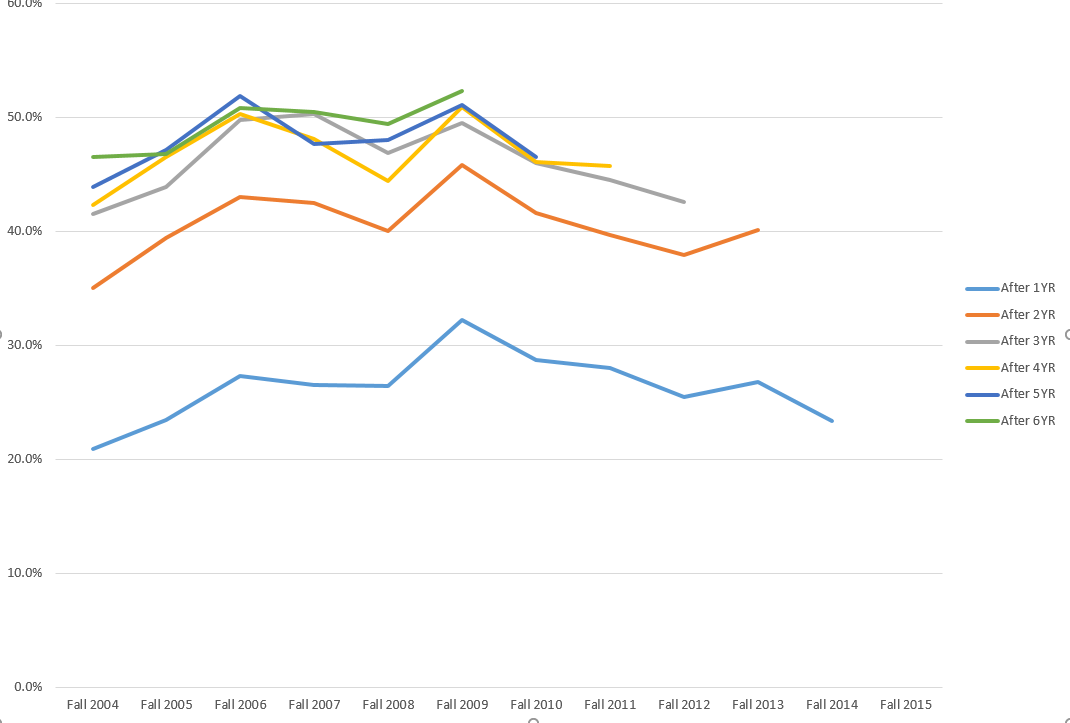 60.0%
50.0%
40.0%
30.0%
20.0%
10.0%
0.0%
Fall 2004 Fall 2005 Fall 2006 Fall 2007 Fall 2008 Fall 2009 Fall 2010 Fall 2011 Fall 2012 Fall 2013 Fall 2014 Fall 2015
After 1YR
After 2YR
After 3YR
After 4YR
After 5YR
After 6YR